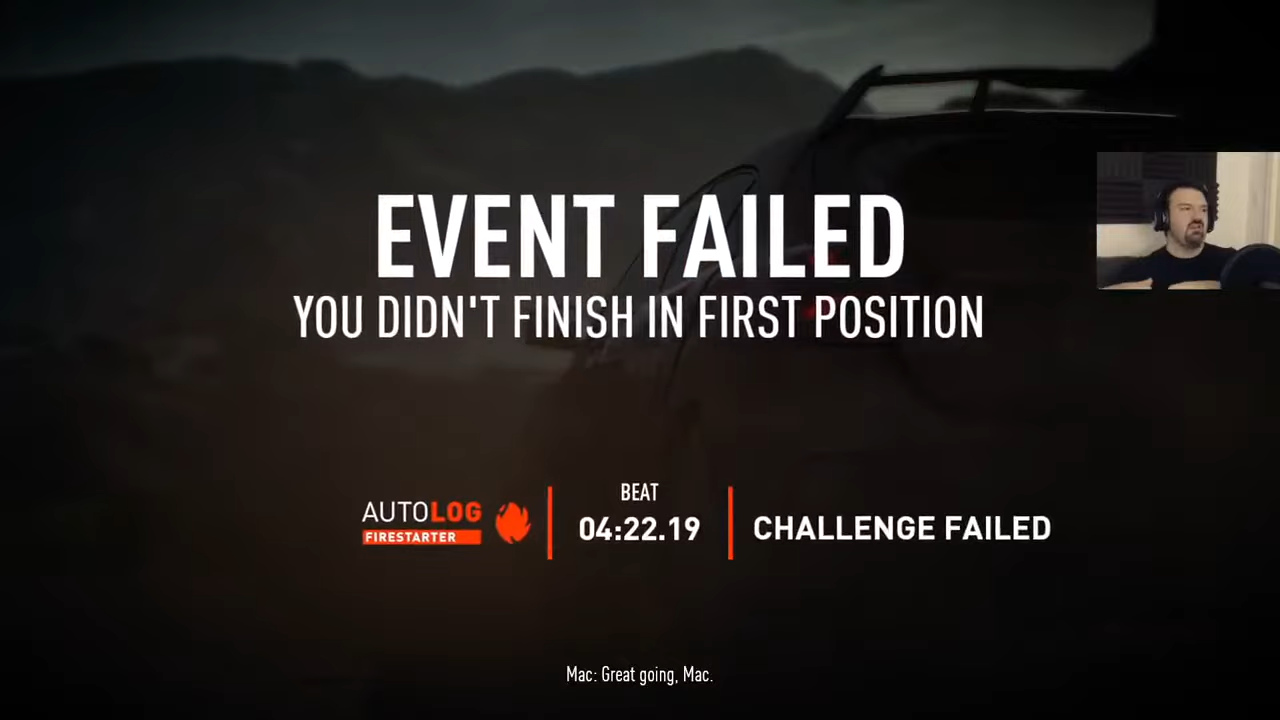 EVENT FAILED
YOU DIDN'T FINISH IN FIRST POSITION
AUTOLOG
FIRESTARTER
BEAT
04:22.19
CHALLENGE FAILED
Mac: Great going, Mac.